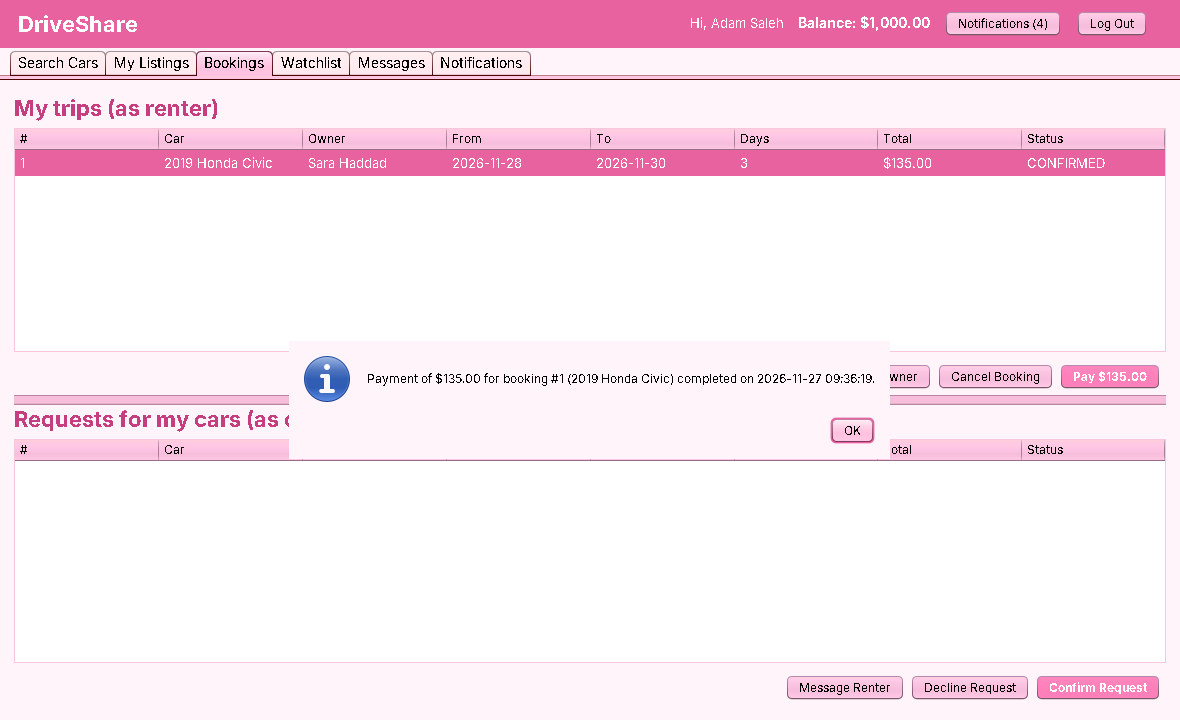 DriveShare
Hi, Adam Saleh Balance: $1,000.00 Notifications (4) Log Out
Search Cars My Listings Bookings Watchlist Messages Notifications
My trips (as renter)
# Car Owner From To Days Total Status
1 2019 Honda Civic Sara Haddad 2026-11-28 2026-11-30 3 $135.00 CONFIRMED
Payment of $135.00 for booking #1 (2019 Honda Civic) completed on 2026-11-27 09:36:19.
OK
wner Cancel Booking Pay $135.00
Requests for my cars (as
# Car otal Status
Message Renter Decline Request Confirm Request